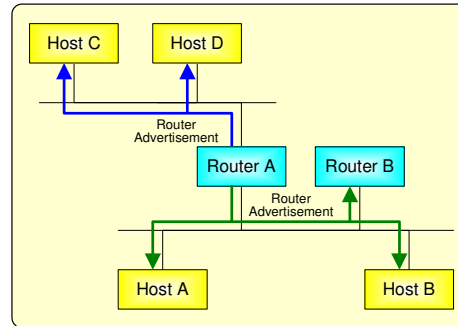 Host C
Host D
Router
Advertisement
Router A
Router B
Router
Advertisement
Host A
Host B